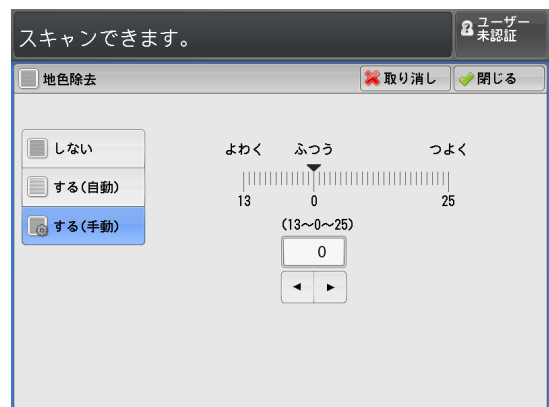 スキャンできます。
ユーザー
未認証
地色除去
取り消し
閉じる
しない
する(自動)
する(手動)
よわく ふつう つよく
13 0 25
(13～0～25)
0